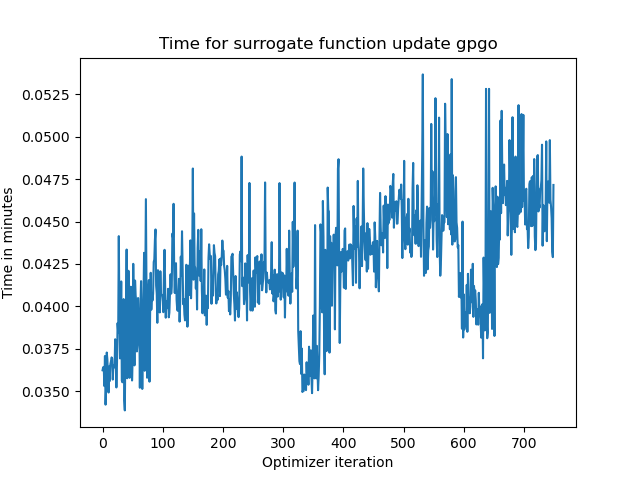 Time for surrogate function update gpgo
Time in minutes
0.0525
0.0500
0.0475
0.0450
0.0425
0.0400
0.0375
0.0350
0 100 200 300 400 500 600 700
Optimizer iteration